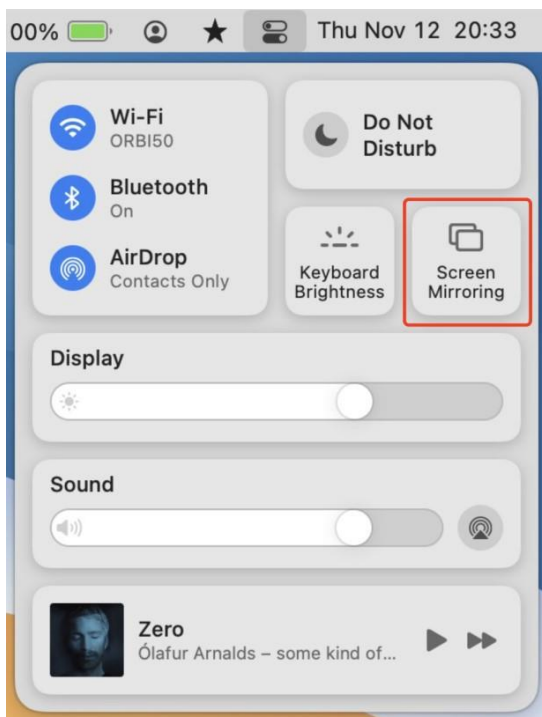 00%
Thu Nov 12 20:33
Wi-Fi
ORBI50
Bluetooth
On
AirDrop
Contacts Only
Do Not
Disturb
Keyboard
Brightness
Screen
Mirroring
Display
Sound
Zero
Ólafur Arnalds – some kind of...